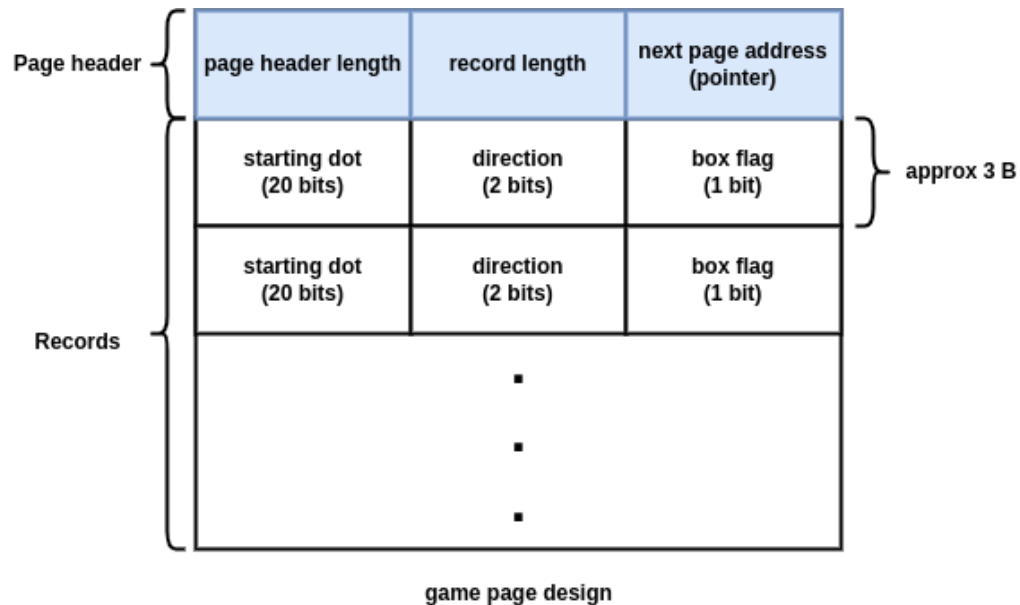 Page header
page header length
record length
next page address
(pointer)
starting dot
(20 bits)
direction
(2 bits)
box flag
(1 bit)
approx 3 B
starting dot
(20 bits)
direction
(2 bits)
box flag
(1 bit)
Records
game page design